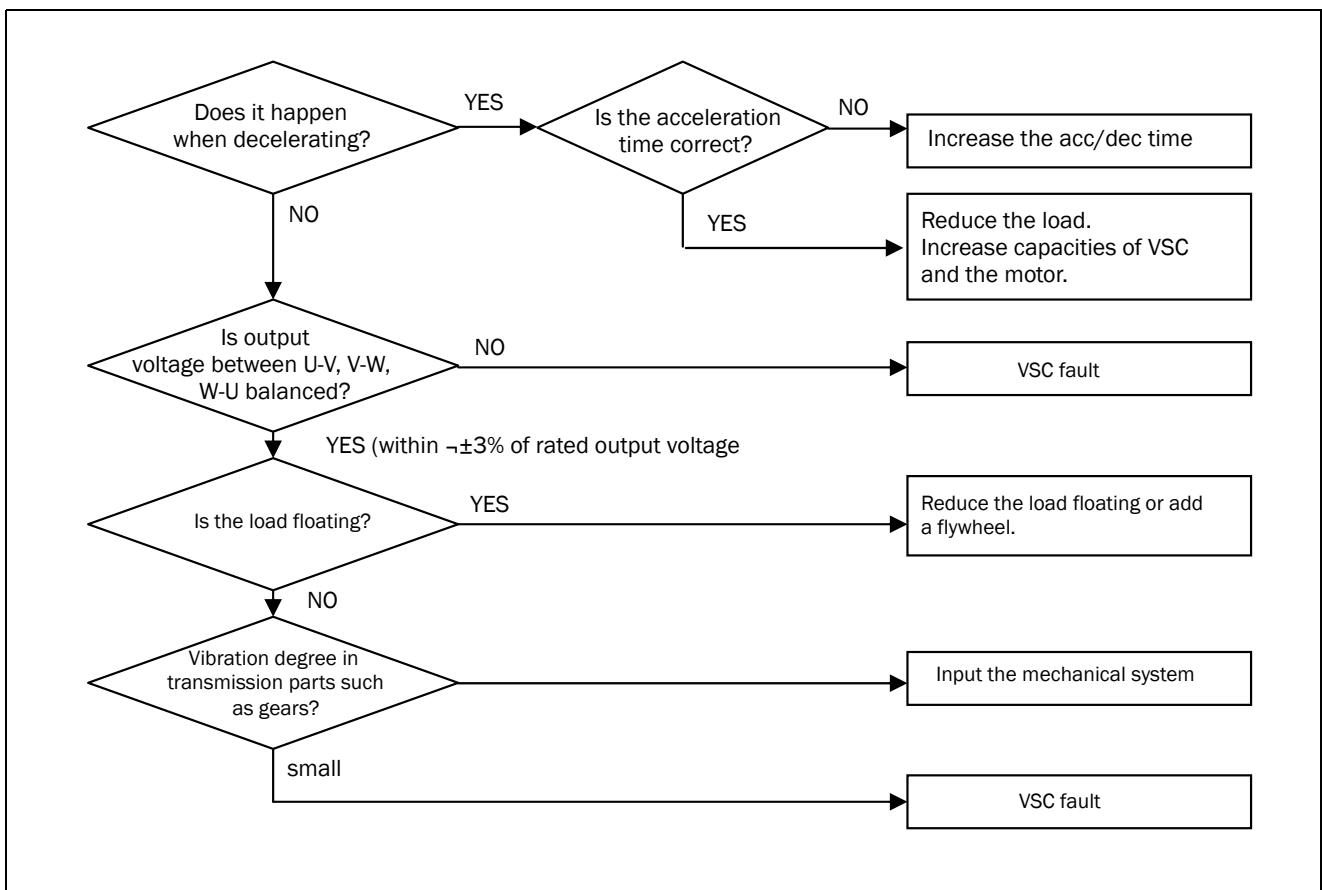 Does it happen
when decelerating?
YES
Is the acceleration
time correct?
NO
Increase the acc/dec time
NO
YES
Reduce the load.
Increase capacities of VSC
and the motor.
Is output
voltage between U-V, V-W,
W-U balanced?
NO
VSC fault
YES (within ¬±3% of rated output voltage
Is the load floating?
YES
Reduce the load floating or add
a flywheel.
NO
Vibration degree in
transmission parts such
as gears?
Input the mechanical system
small
VSC fault